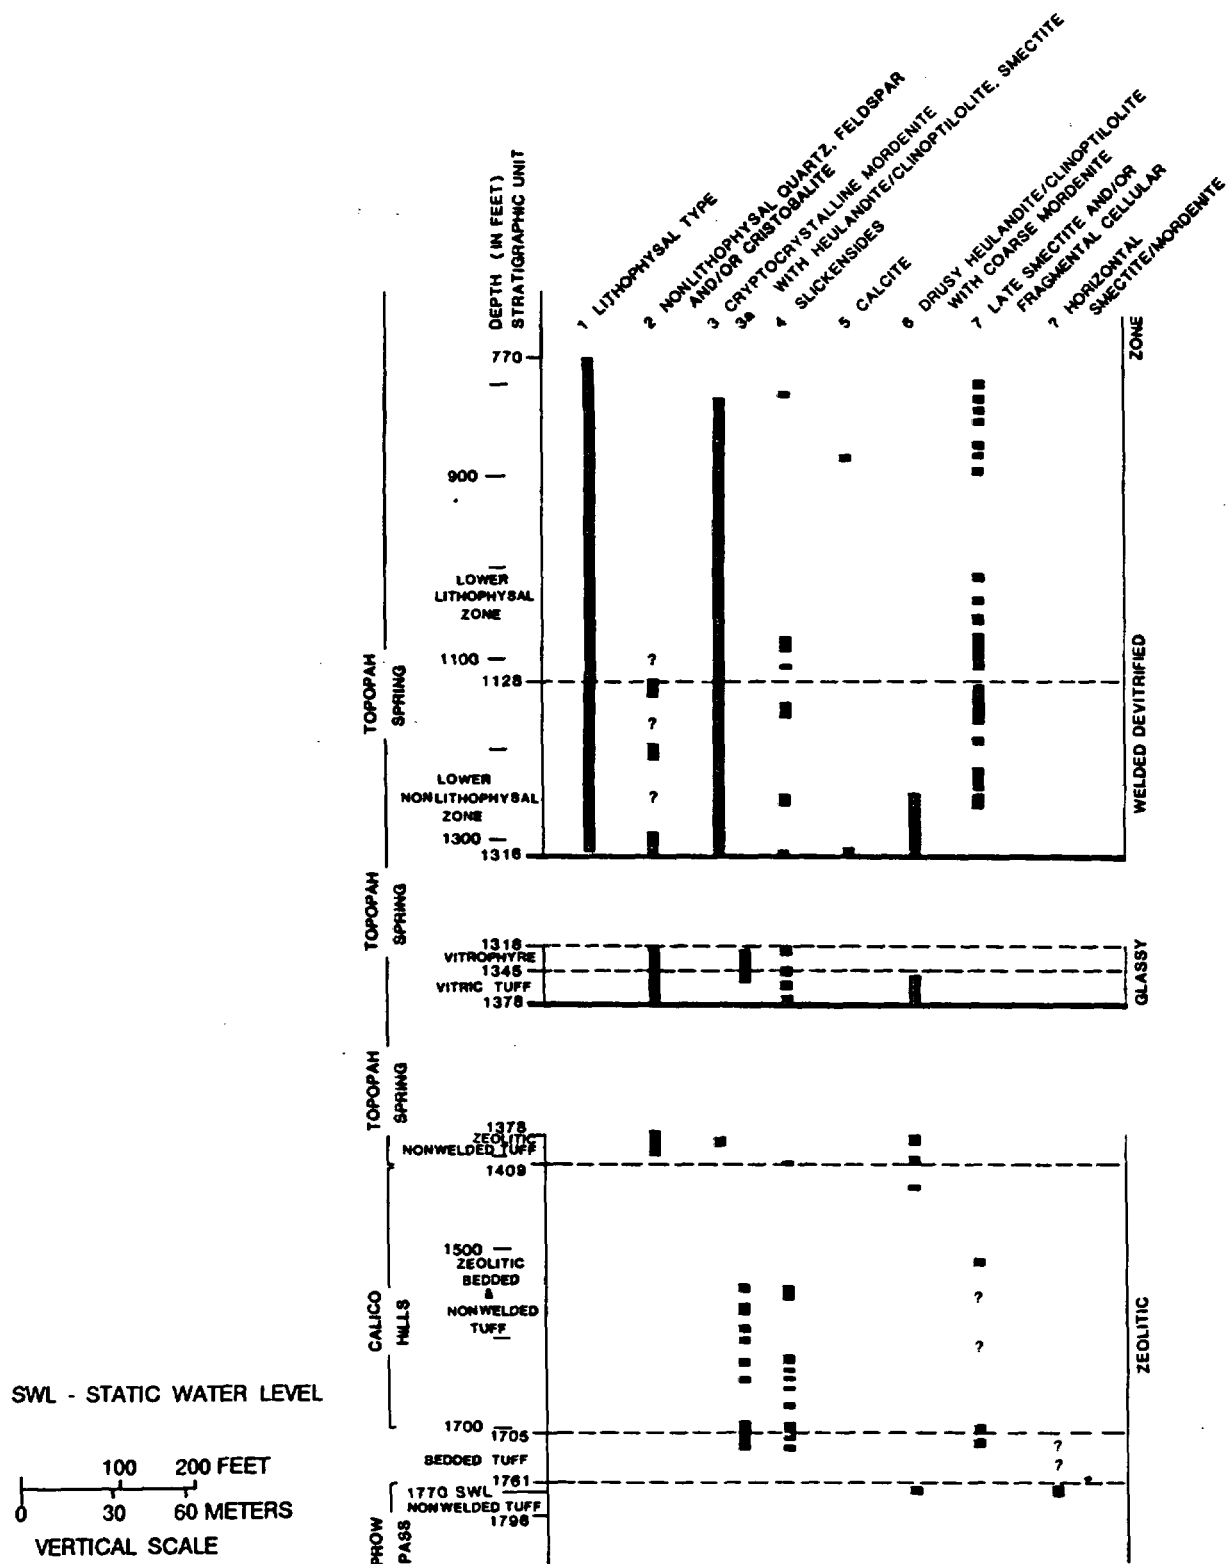 DEPTH (IN FEET)
STRATIGRAPHIC UNIT
1 LITHOPHYSAL TYPE
2 NONLITHOPHYSAL QUARTZ, FELDSPAR
AND/OR CRISTOBALITE
3 CRYPTOCRYSTALLINE MORDENITE
3a WITH HEULANDITE/CLINOPTILOLITE, SMECTITE
4 SLICKENSIDES
5 CALCITE
6 DRUSY HEULANDITE/CLINOPTILOLITE
WITH COARSE MORDENITE
7 LATE SMECTITE AND/OR
FRAGMENTAL CELLULAR
? HORIZONTAL
SMECTITE/MORDENITE
ZONE
770
900
LOWER
LITHOPHYSAL
ZONE
1100
?
1128
TOPOPAH
SPRING
?
WELDED DEVITRIFIED
LOWER
NONLITHOPHYSAL
ZONE
?
1300
1316
TOPOPAH
SPRING
1316
VITROPHYRE
1345
VITRIC TUFF
1378
GLASSY
TOPOPAH
SPRING
1378
ZEOLITIC
NONWELDED TUFF
1409
1500
ZEOLITIC
BEDDED
&
NONWELDED
TUFF
?
?
CALICO
HILLS
ZEOLITIC
SWL - STATIC WATER LEVEL
1700
1705
?
BEDDED TUFF
?
1761
1770 SWL
NONWELDED TUFF
1796
PROW
PASS
100 200 FEET
0 30 60 METERS
VERTICAL SCALE